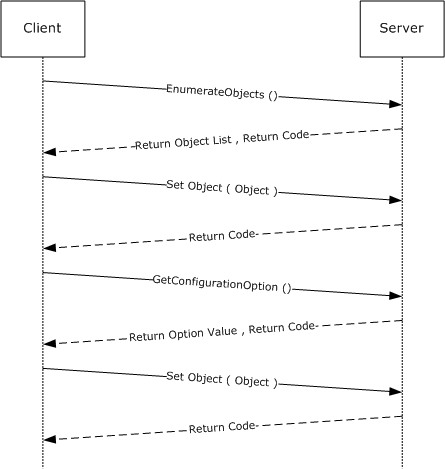 Client
Server
EnumerateObjects ()
Return Object List , Return Code
Set Object ( Object )
Return Code
GetConfigurationOption ()
Return Option Value , Return Code
Set Object ( Object )
Return Code